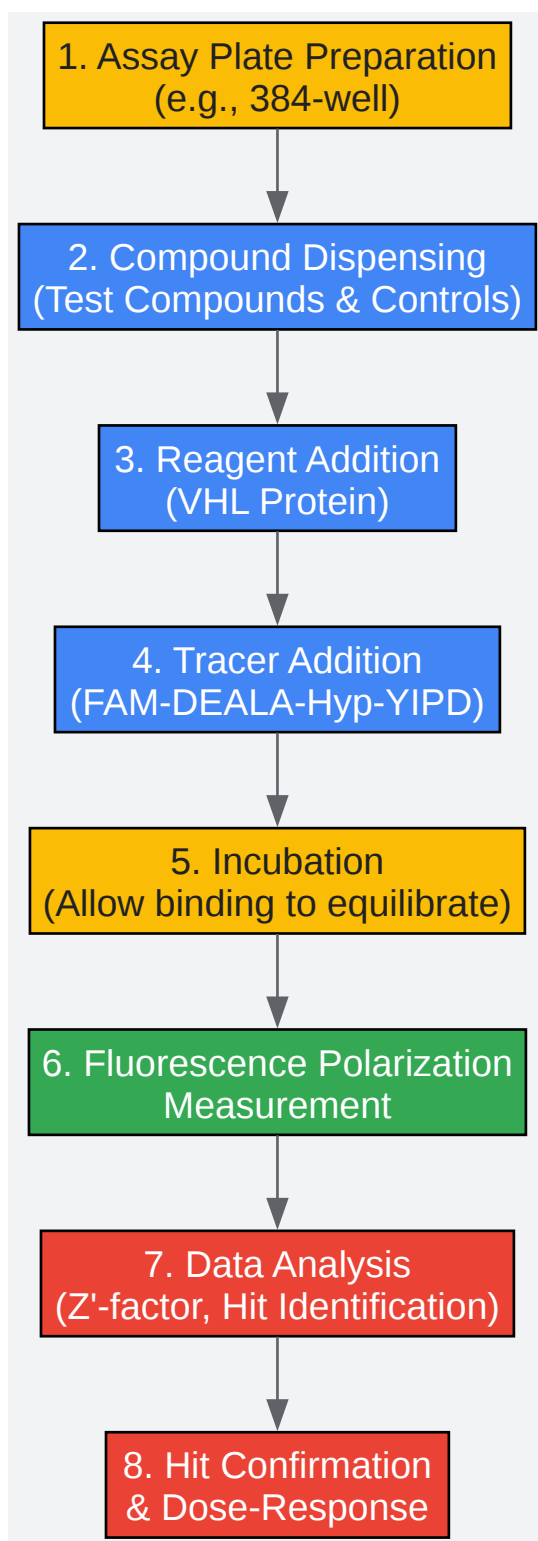 1. Assay Plate Preparation
(e.g., 384-well)
2. Compound Dispensing
(Test Compounds & Controls)
3. Reagent Addition
(VHL Protein)
4. Tracer Addition
(FAM-DEALA-Hyp-YIPD)
5. Incubation
(Allow binding to equilibrate)
6. Fluorescence Polarization
Measurement
7. Data Analysis
(Z'-factor, Hit Identification)
8. Hit Confirmation
& Dose-Response